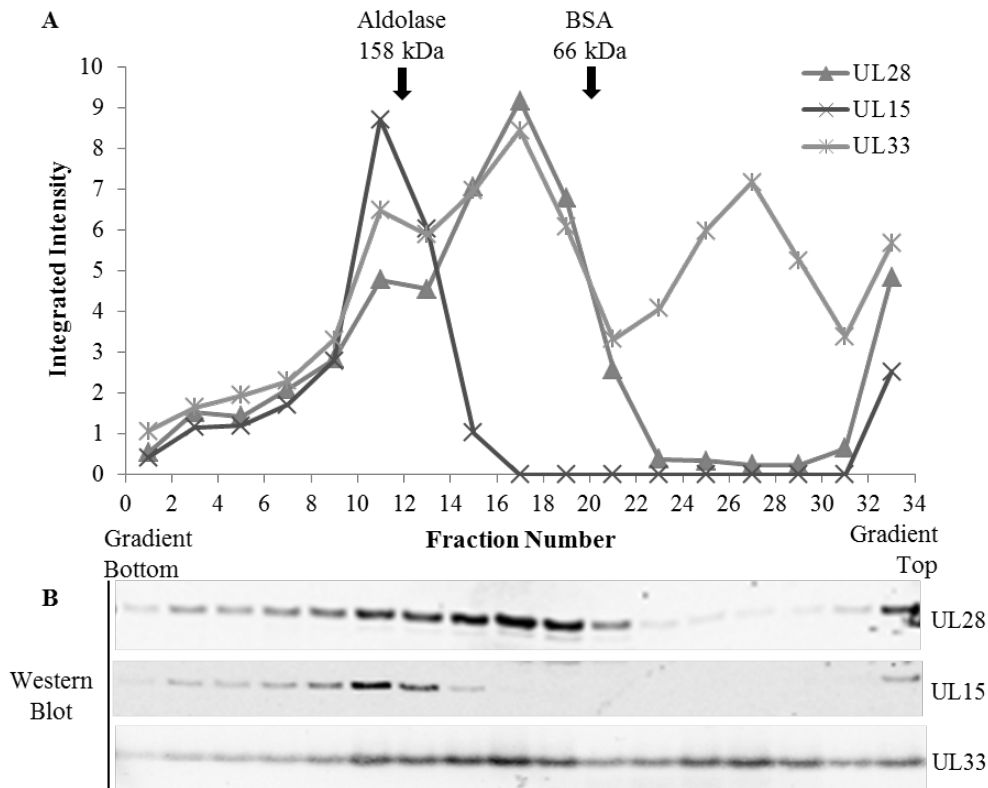 A
Aldolase
158 kDa
BSA
66 kDa
UL28
UL15
UL33
Integrated Intensity
10
9
8
7
6
5
4
3
2
1
0
0 2 4 6 8 10 12 14 16 18 20 22 24 26 28 30 32 34
Gradient
Bottom
Fraction Number
Gradient
Top
B
Western
Blot
UL28
UL15
UL33